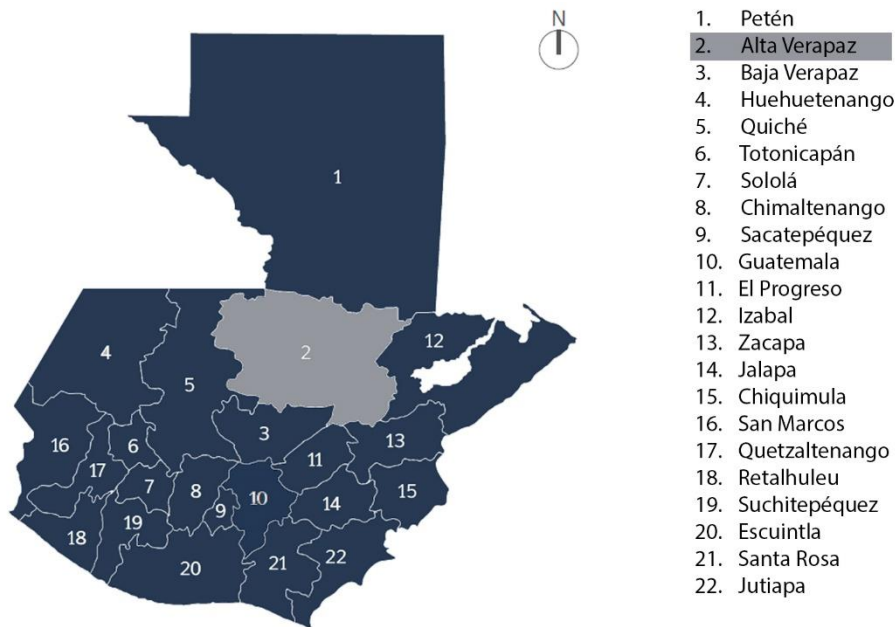 N
1. Petén
2. Alta Verapaz
3. Baja Verapaz
4. Huehuetenango
5. Quiché
6. Totonicapán
7. Sololá
8. Chimaltenango
9. Sacatepéquez
10. Guatemala
11. El Progreso
12. Izabal
13. Zacapa
14. Jalapa
15. Chiquimula
16. San Marcos
17. Quetzaltenango
18. Retalhuleu
19. Suchitepéquez
20. Escuintla
21. Santa Rosa
22. Jutiapa
1
2
12
4
5
3
13
16
6
11
17
7
8
9
10
14
15
18
19
20
21
22